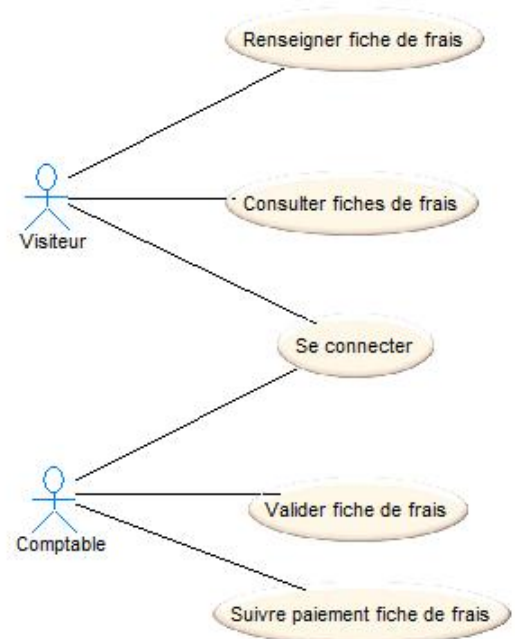 Renseigner fiche de frais
Consulter fiches de frais
Visiteur
Se connecter
Valider fiche de frais
Comptable
Suivre paiement fiche de frais